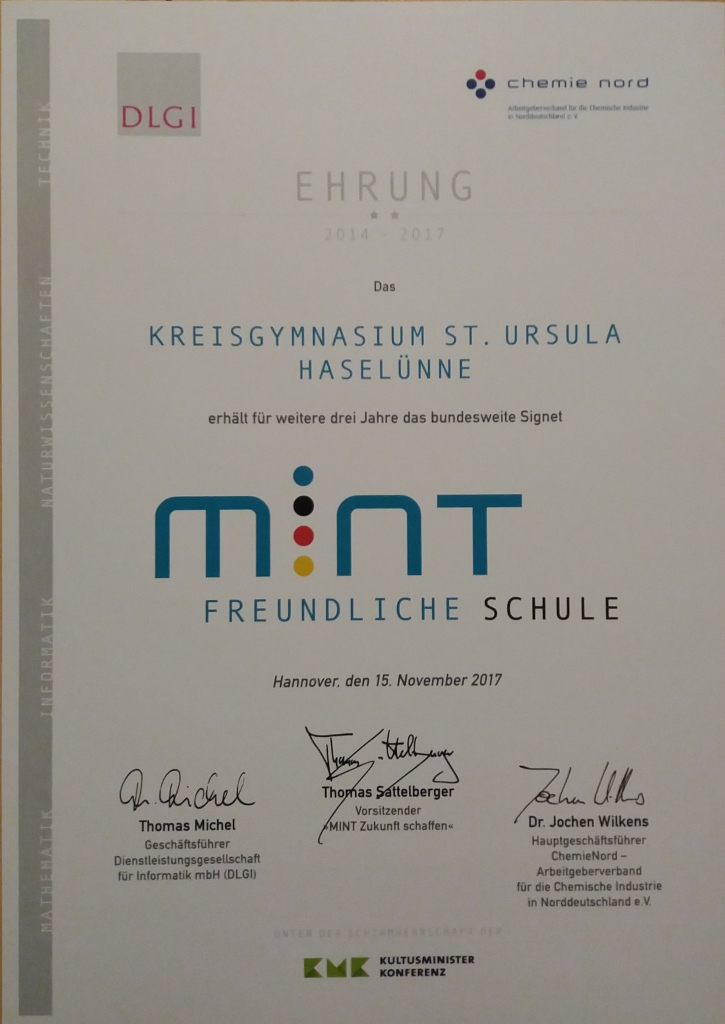 DLGI
chemie nord
Arbeitgeberverband für die Chemische Industrie
in Norddeutschland e.V.
EHRUNG
2014 - 2017
Das
KREISGYMNASIUM ST. URSULA
HASELÜNNE
erhält für weitere drei Jahre das bundesweite Signet
MINT
FREUNDLICHE SCHULE
Hannover, den 15. November 2017
Thomas Michel
Geschäftsführer
Dienstleistungsgesellschaft
für Informatik mbH (DLGI)
Thomas Sattelberger
Vorsitzender
»MINT Zukunft schaffen«
Dr. Jochen Wilkens
Hauptgeschäftsführer
ChemieNord –
Arbeitgeberverband
für die Chemische Industrie
in Norddeutschland e.V.
UNTER DER SCHIRMHERRSCHAFT DER
KMK KULTUSMINISTER
KONFERENZ
MATHEMATIK INFORMATIK NATURWISSENSCHAFTEN TECHNIK